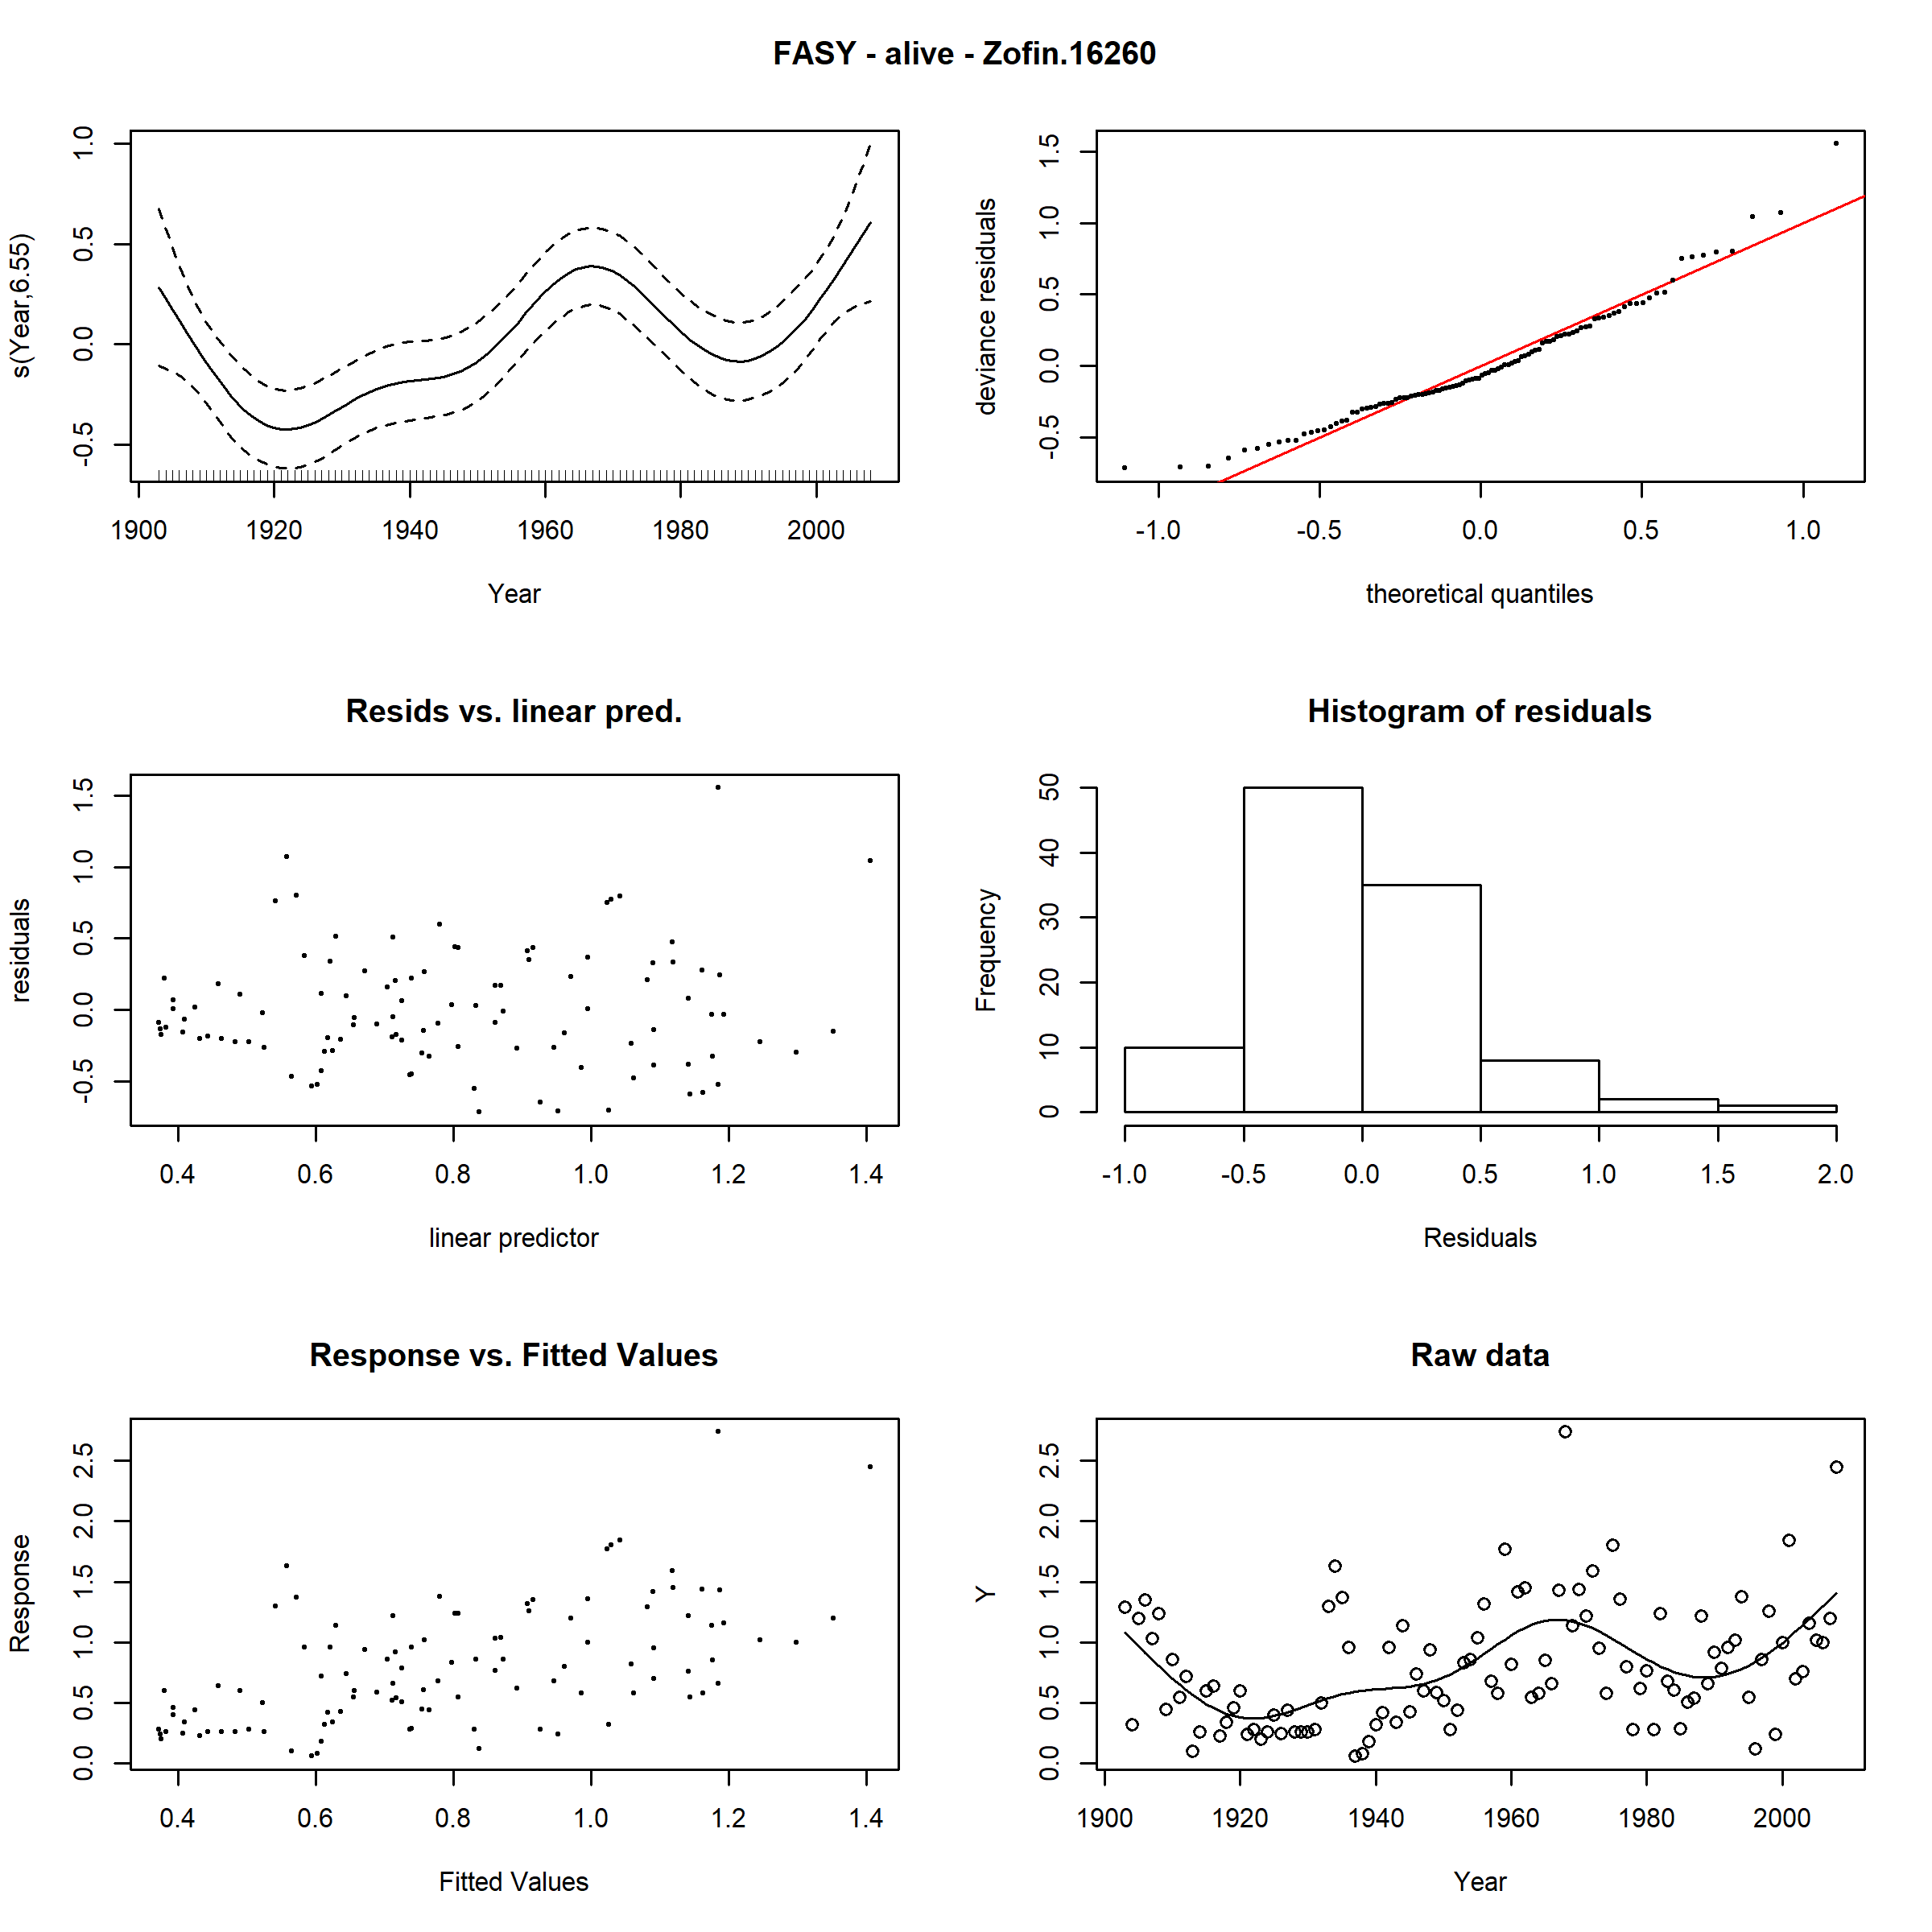 FASY - alive - Zofin.16260
s(Year,6.55)
1.0
0.5
0.0
-0.5
1900 1920 1940 1960 1980 2000
Year
deviance residuals
1.5
1.0
0.5
0.0
-0.5
-1.0 -0.5 0.0 0.5 1.0
theoretical quantiles
Resids vs. linear pred.
residuals
1.5
1.0
0.5
0.0
-0.5
0.4 0.6 0.8 1.0 1.2 1.4
linear predictor
Histogram of residuals
Frequency
50
40
30
20
10
0
-1.0 -0.5 0.0 0.5 1.0 1.5 2.0
Residuals
Response vs. Fitted Values
Response
2.5
2.0
1.5
1.0
0.5
0.0
0.4 0.6 0.8 1.0 1.2 1.4
Fitted Values
Raw data
Y
2.5
2.0
1.5
1.0
0.5
0.0
1900 1920 1940 1960 1980 2000
Year